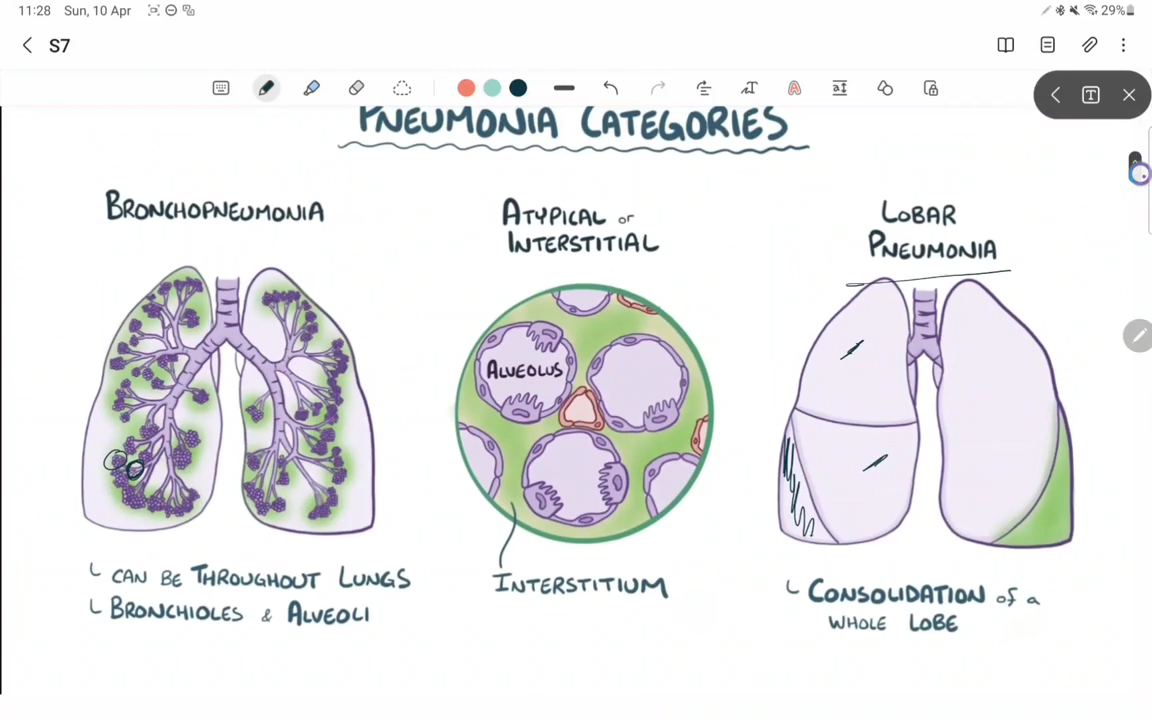 11:28 Sun, 10 Apr 29%
S7
PNEUMONIA CATEGORIES
BRONCHOPNEUMONIA
ATYPICAL or
INTERSTITIAL
LOBAR
PNEUMONIA
ALVEOLUS
CAN BE THROUGHOUT LUNGS
BRONCHIOLES & ALVEOLI
INTERSTITIUM
CONSOLIDATION of a
WHOLE LOBE